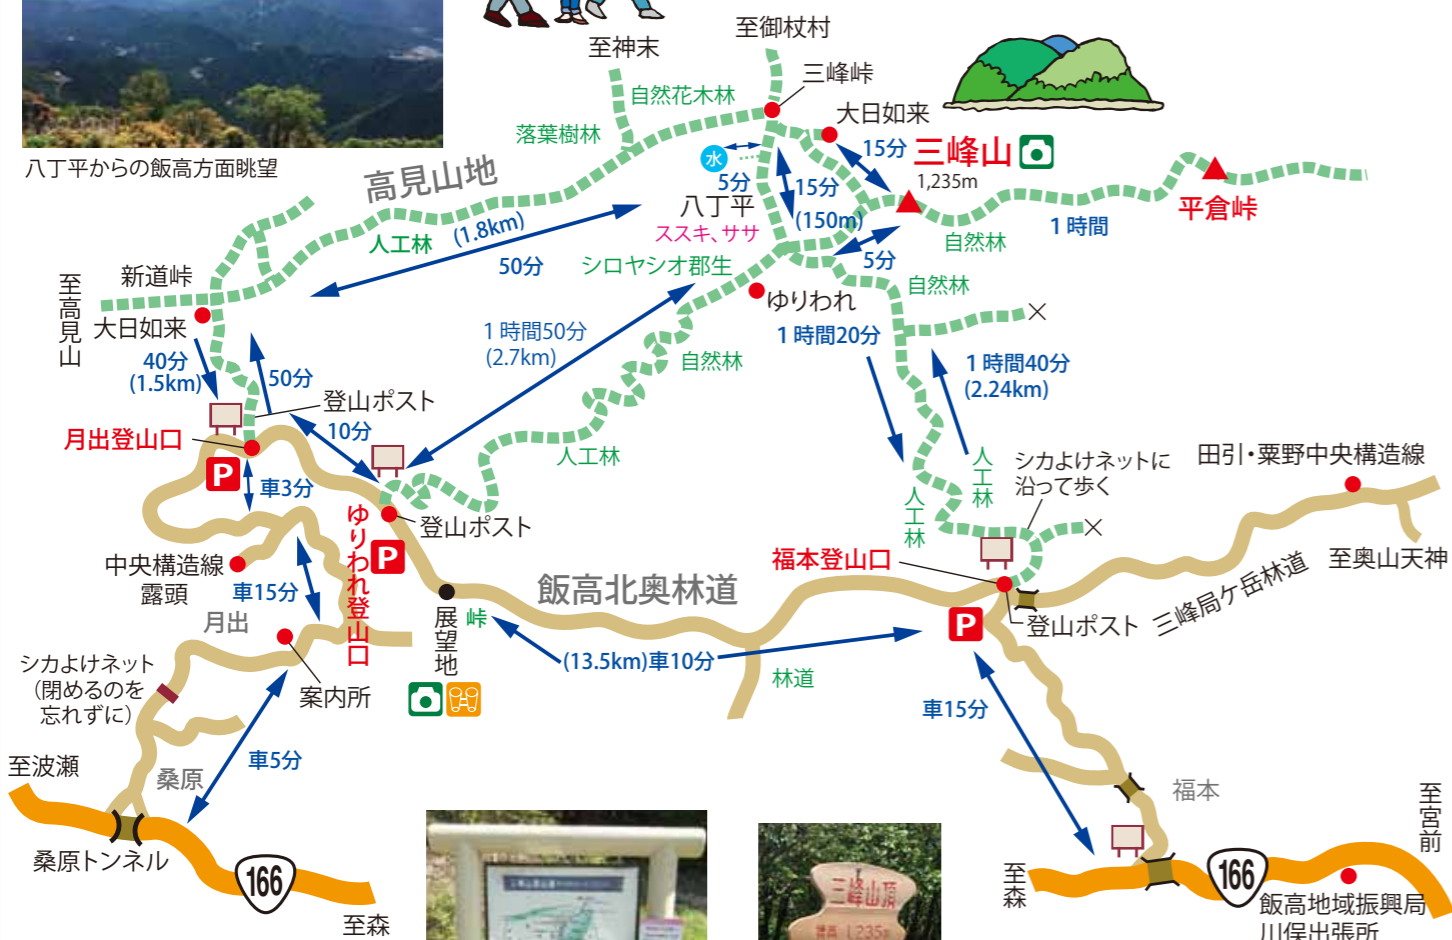 八丁平からの飯高方面眺望
至神末
至御杖村
三峰峠
自然花木林
落葉樹林
大日如来
15分
三峰山
1,235m
水
5分
15分
(150m)
八丁平
ススキ、ササ
高見山地
人工林
(1.8km)
50分
シロヤシオ郡生
5分
自然林
1時間
平倉峠
新道峠
至高見山
大日如来
40分
(1.5km)
50分
1時間50分
(2.7km)
ゆりわれ
自然林
自然林
1時間20分
1時間40分
(2.24km)
登山ポスト
10分
月出登山口
P
車3分
人工林
登山ポスト
ゆりわれ登山口
P
人工林
人工林
シカよけネットに
沿って歩く
田引・粟野中央構造線
至奥山天神
中央構造線
露頭
車15分
月出
福本登山口
飯高北奥林道
展望地
峠
P
登山ポスト
三峰局ケ岳林道
シカよけネット
（閉めるのを
忘れずに）
案内所
(13.5km)車10分
林道
車15分
車5分
至波瀬
桑原
桑原トンネル
166
至森
福本
至宮前
至森
166
飯高地域振興局
川俣出張所
三峰山頂
標高 1,235m